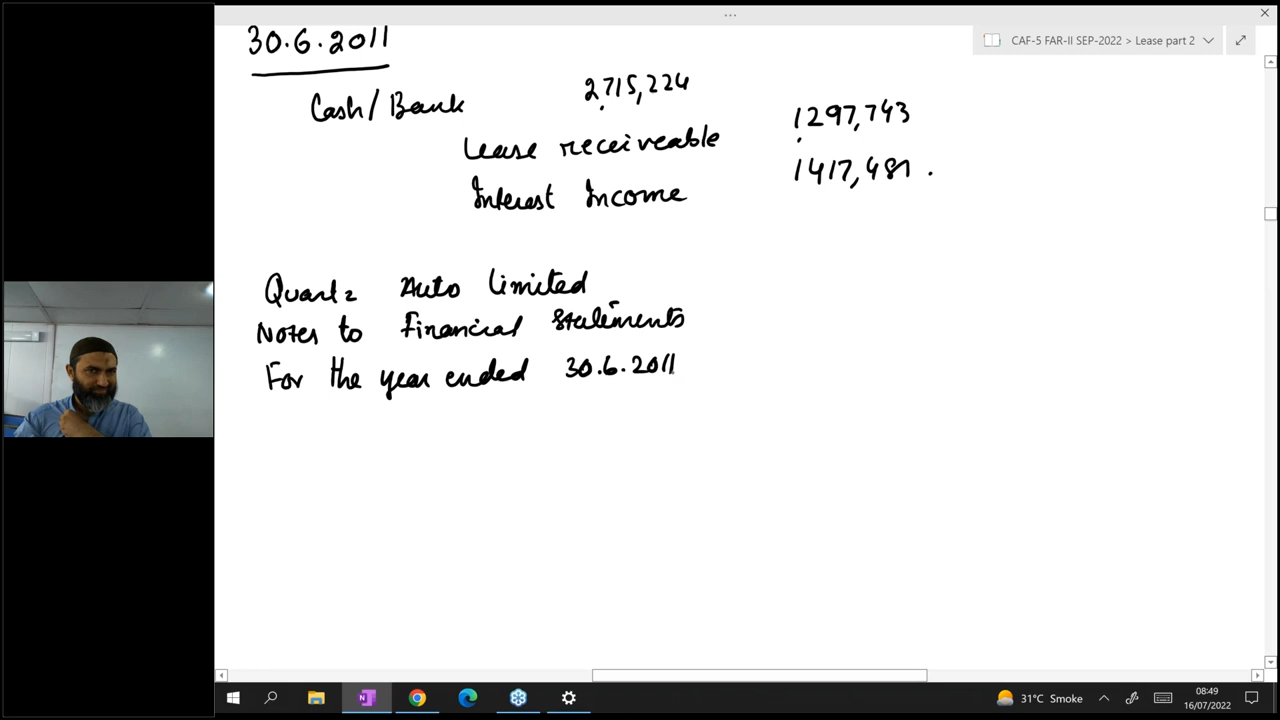 CAF-5 FAR-II SEP-2022 > Lease part 2
30.6.2011
Cash/Bank 2715,224
Lease receiveable 1297,743
Interest Income 1417,481.
Quartz Auto Limited
Notes to Financial Statements
For the year ended 30.6.2011
31°C Smoke
08:49
16/07/2022